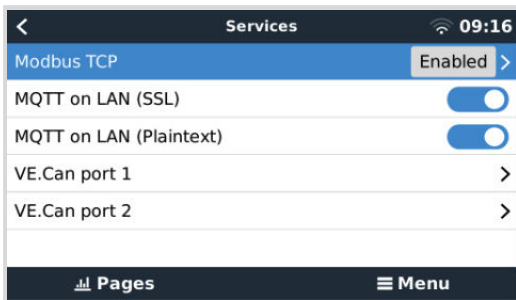 Services 09:16
Modbus TCP Enabled
MQTT on LAN (SSL)
MQTT on LAN (Plaintext)
VE.Can port 1
VE.Can port 2
Pages Menu